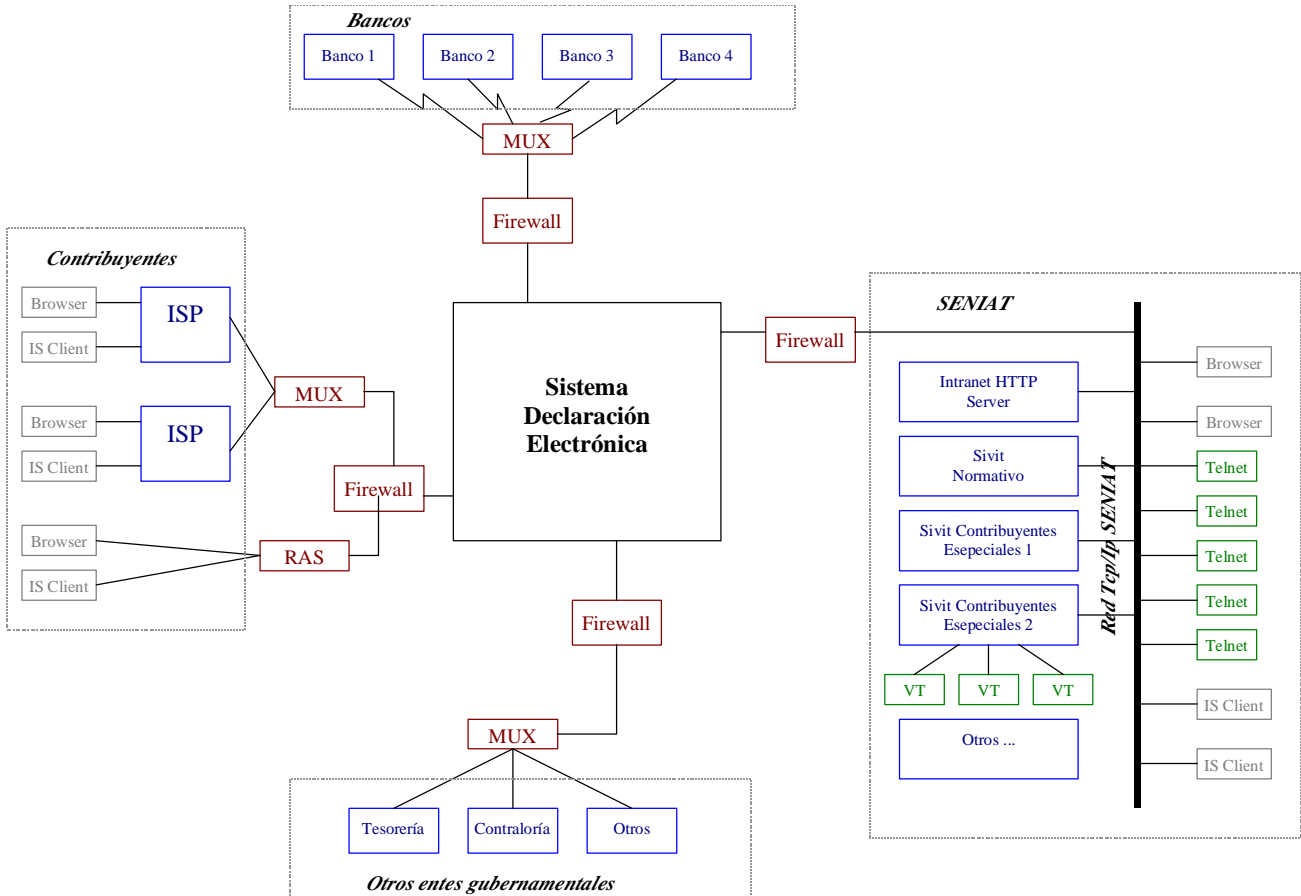 Bancos
Banco 1
Banco 2
Banco 3
Banco 4
MUX
Firewall
Contribuyentes
Browser
IS Client
ISP
Browser
IS Client
ISP
MUX
Firewall
Browser
IS Client
RAS
Sistema
Declaración
Electrónica
Firewall
SENIAT
Intranet HTTP
Server
Sivit
Normativo
Sivit Contribuyentes
Esepeciales 1
Sivit Contribuyentes
Esepeciales 2
VT
VT
VT
Otros ...
Red Tcp/Ip SENIAT
Browser
Browser
Telnet
Telnet
Telnet
Telnet
Telnet
IS Client
IS Client
Firewall
MUX
Tesorería
Contraloría
Otros
Otros entes gubernamentales